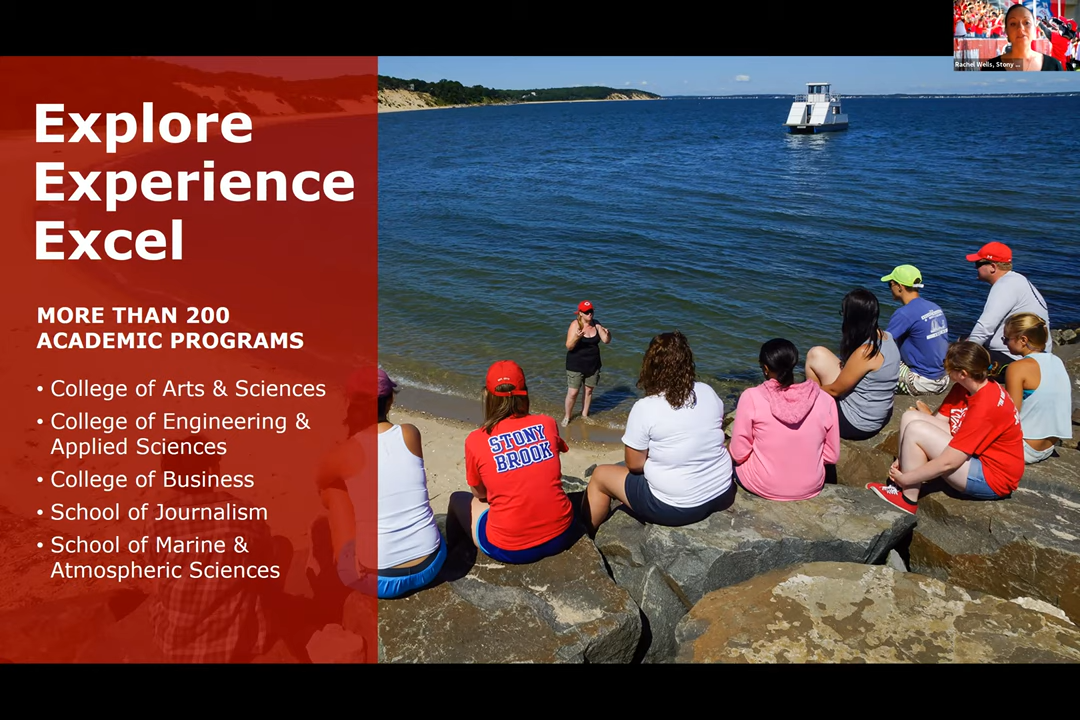 Rachel Wells, Stony ...
Explore
Experience
Excel
MORE THAN 200
ACADEMIC PROGRAMS
• College of Arts & Sciences
• College of Engineering &
Applied Sciences
• College of Business
• School of Journalism
• School of Marine &
Atmospheric Sciences
STONY
BROOK